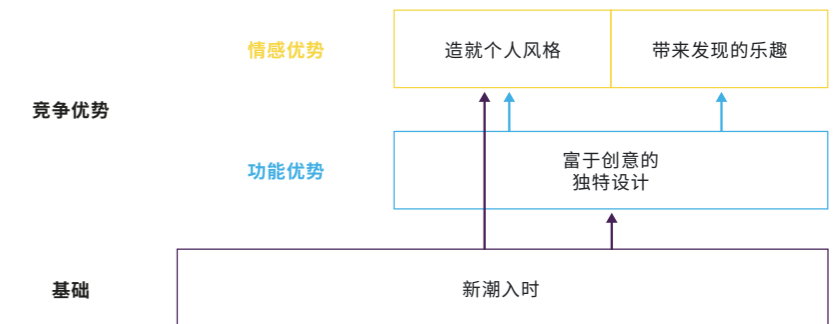 情感优势
造就个人风格
带来发现的乐趣
竞争优势
功能优势
富于创意的
独特设计
基础
新潮入时